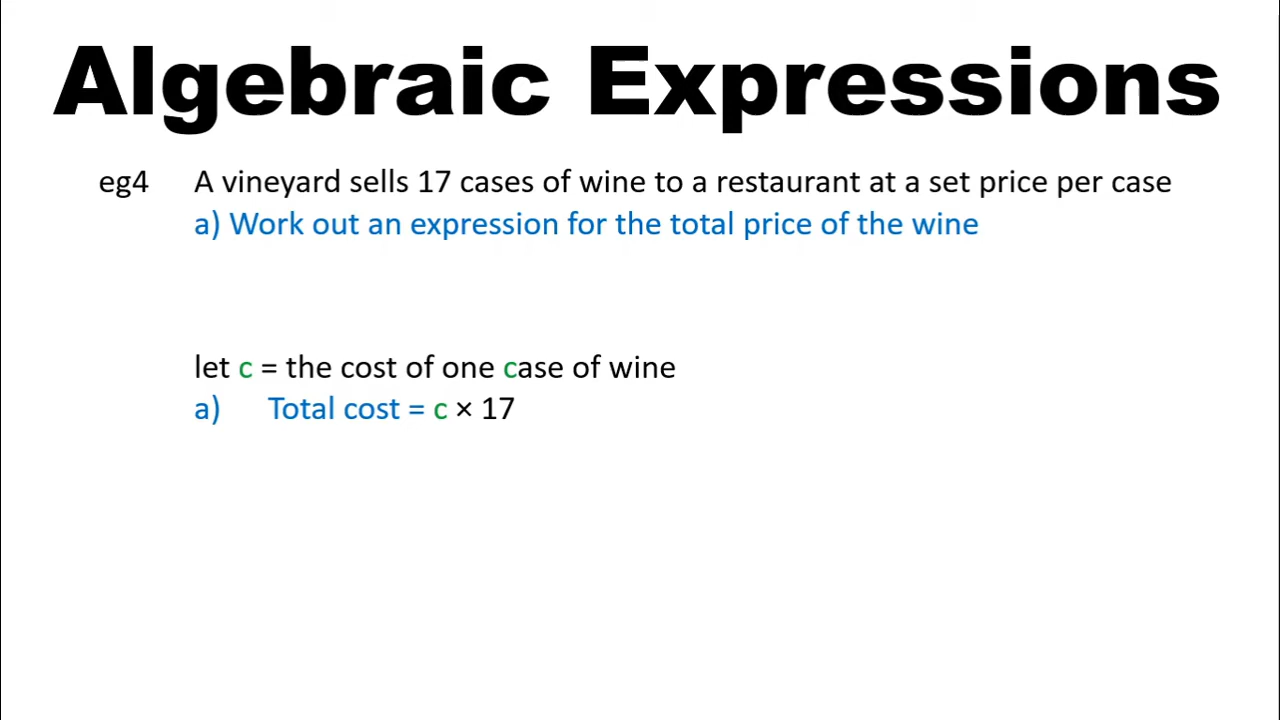 Algebraic Expressions
eg4 A vineyard sells 17 cases of wine to a restaurant at a set price per case
a) Work out an expression for the total price of the wine
let c = the cost of one case of wine
a) Total cost = c × 17